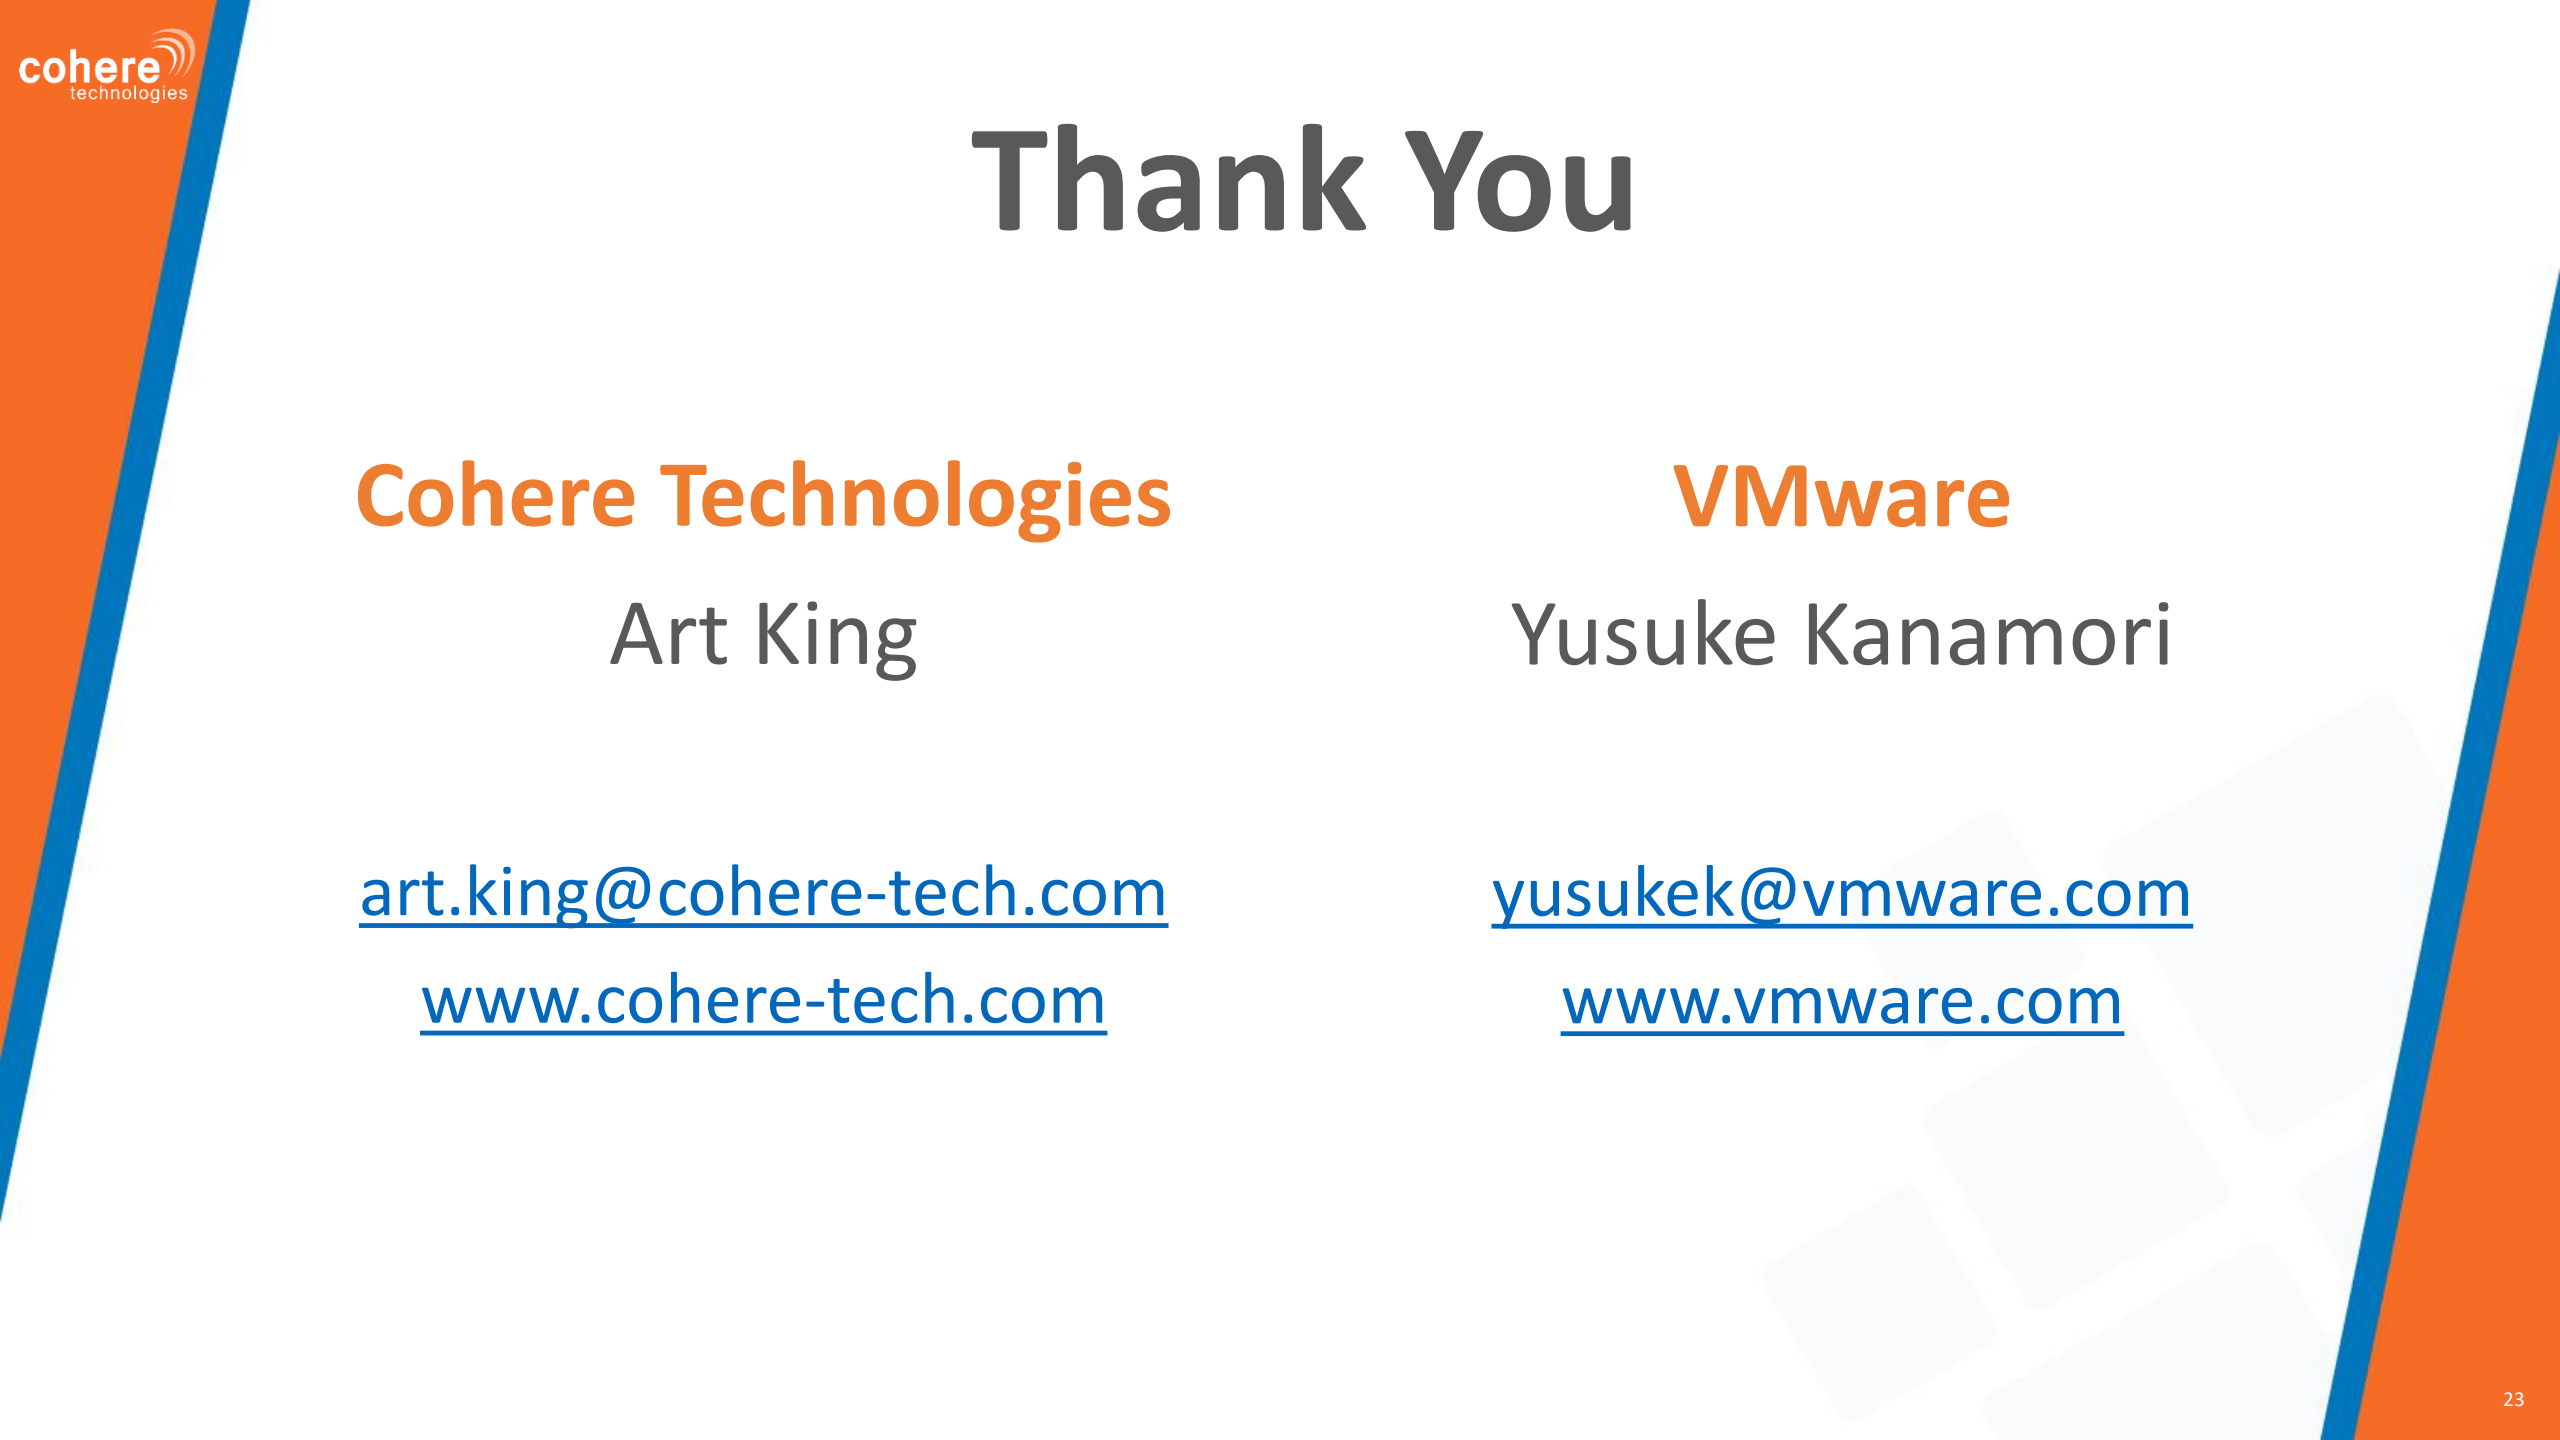 cohere
technologies
Thank You
Cohere Technologies
Art King
art.king@cohere-tech.com
www.cohere-tech.com
VMware
Yusuke Kanamori
yusukek@vmware.com
www.vmware.com
23